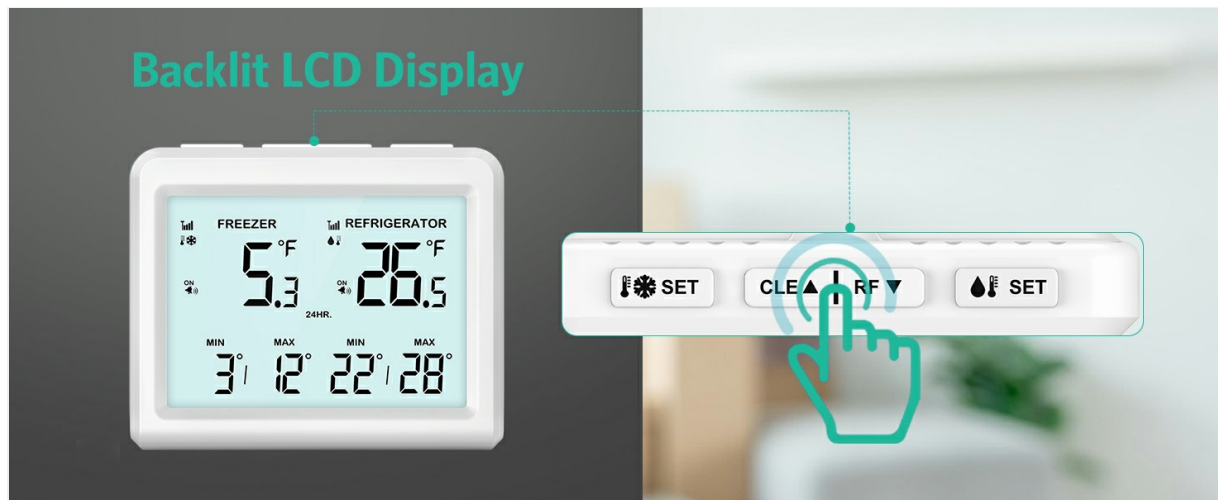 Backlit LCD Display
FREEZER
REFRIGERATOR
5.3 °F
26.5 °F
ON
ON
24HR.
MIN MAX MIN MAX
3° / 12° 22° / 28°
SET CLE▲ | RF ▼ SET